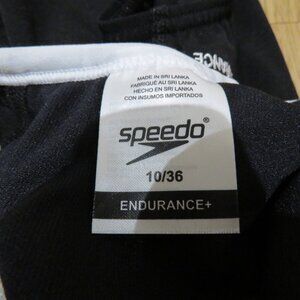 MADE IN SRI LANKA
FABRIQUÉ AU SRI LANKA
HECHO EN SRI LANKA
CON INSUMOS IMPORTADOS
speedo®
10/36
ENDURANCE+